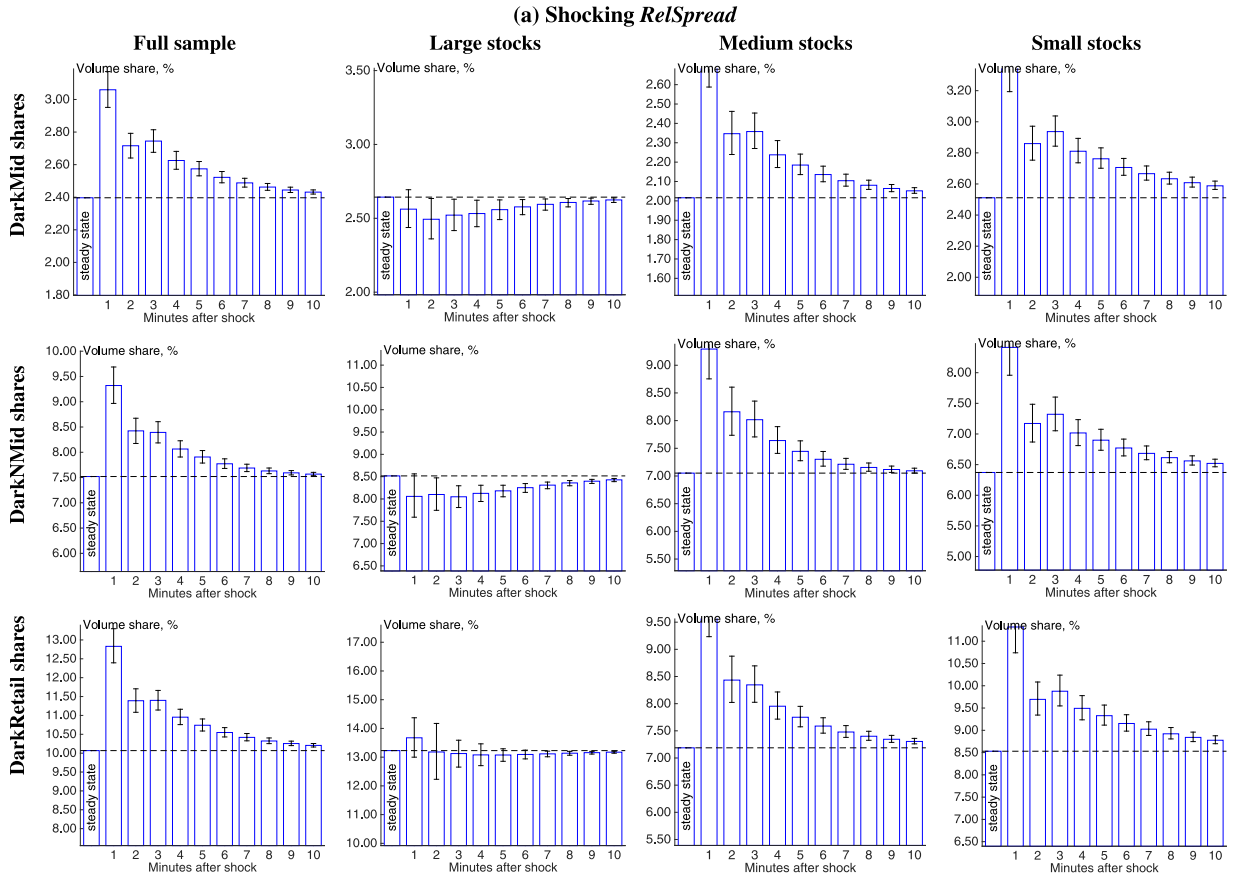 (a) Shocking RelSpread
Full sample
Large stocks
Medium stocks
Small stocks
DarkMid shares
Volume share, %
3.00
2.80
2.60
2.40
2.20
2.00
1.80
steady state
1 2 3 4 5 6 7 8 9 10
Minutes after shock
Volume share, %
3.50
3.00
2.50
2.00
steady state
1 2 3 4 5 6 7 8 9 10
Minutes after shock
Volume share, %
2.60
2.50
2.40
2.30
2.20
2.10
2.00
1.90
1.80
1.70
1.60
steady state
1 2 3 4 5 6 7 8 9 10
Minutes after shock
Volume share, %
3.20
3.00
2.80
2.60
2.40
2.20
2.00
steady state
1 2 3 4 5 6 7 8 9 10
Minutes after shock
DarkNMid shares
Volume share, %
10.00
9.50
9.00
8.50
8.00
7.50
7.00
6.50
6.00
steady state
1 2 3 4 5 6 7 8 9 10
Minutes after shock
Volume share, %
11.00
10.50
10.00
9.50
9.00
8.50
8.00
7.50
7.00
6.50
steady state
1 2 3 4 5 6 7 8 9 10
Minutes after shock
Volume share, %
9.00
8.50
8.00
7.50
7.00
6.50
6.00
5.50
steady state
1 2 3 4 5 6 7 8 9 10
Minutes after shock
Volume share, %
8.00
7.50
7.00
6.50
6.00
5.50
5.00
steady state
1 2 3 4 5 6 7 8 9 10
Minutes after shock
DarkRetail shares
Volume share, %
13.00
12.50
12.00
11.50
11.00
10.50
10.00
9.50
9.00
8.50
8.00
steady state
1 2 3 4 5 6 7 8 9 10
Minutes after shock
Volume share, %
17.00
16.00
15.00
14.00
13.00
12.00
11.00
10.00
steady state
1 2 3 4 5 6 7 8 9 10
Minutes after shock
Volume share, %
9.50
9.00
8.50
8.00
7.50
7.00
6.50
6.00
5.50
steady state
1 2 3 4 5 6 7 8 9 10
Minutes after shock
Volume share, %
11.00
10.50
10.00
9.50
9.00
8.50
8.00
7.50
7.00
6.50
steady state
1 2 3 4 5 6 7 8 9 10
Minutes after shock